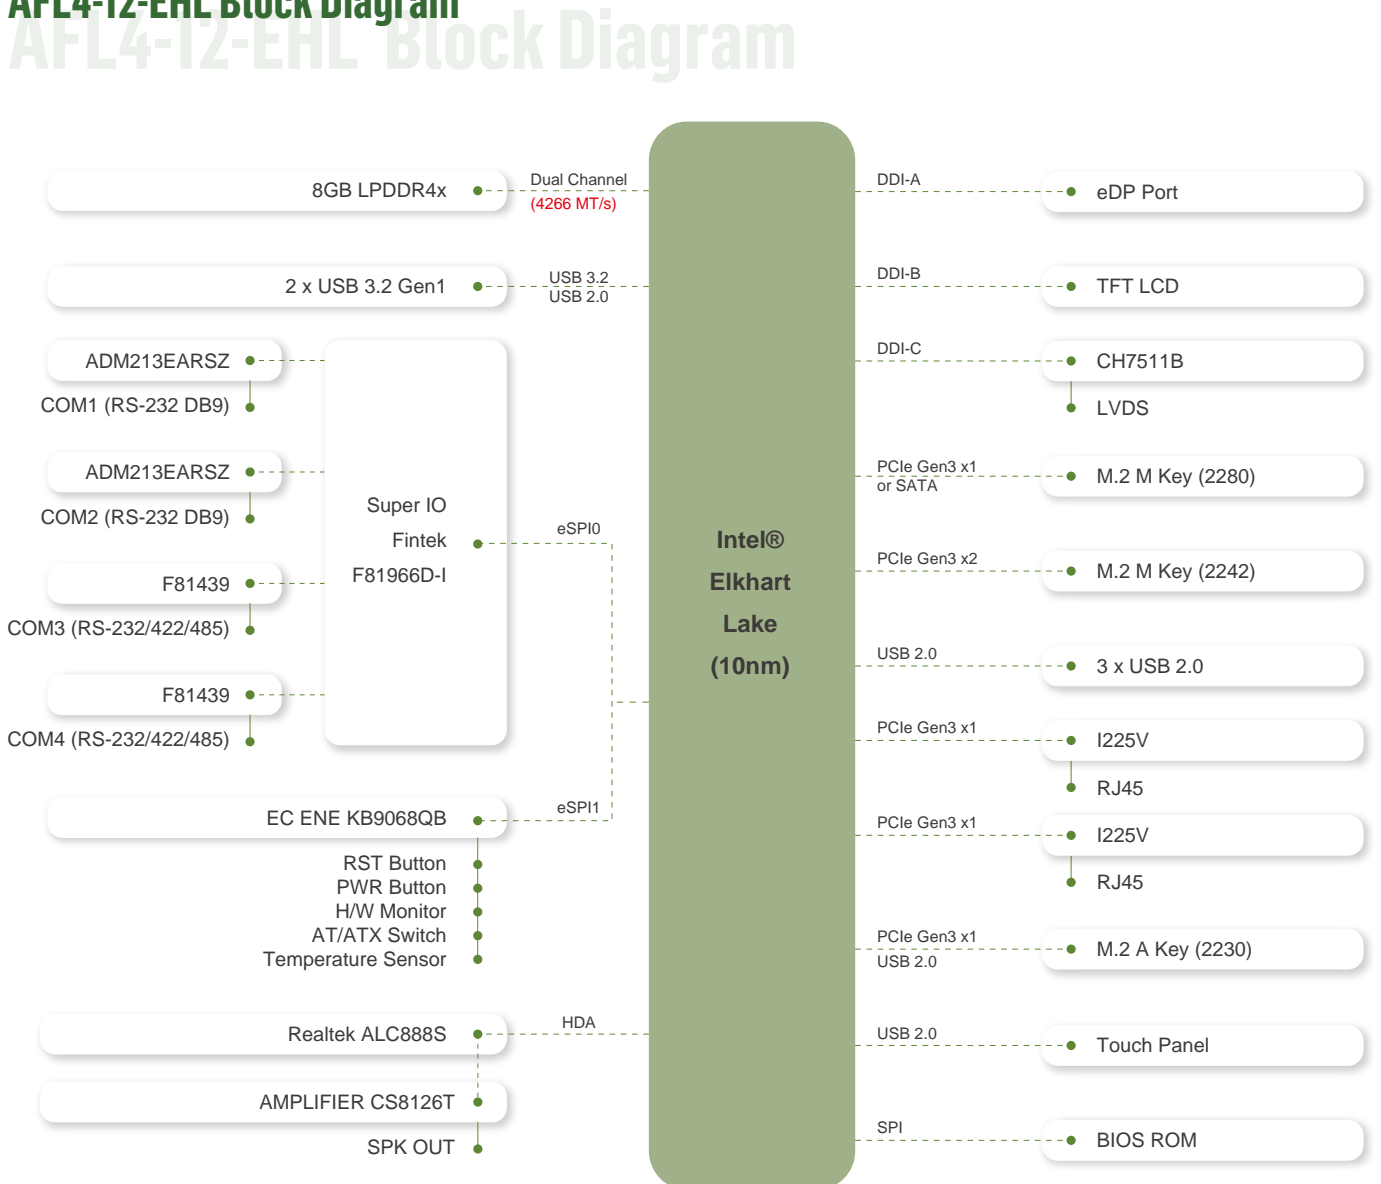 AFL4-12-EHL Block Diagram
AFL4-12-EHL Block Diagram
8GB LPDDR4x
Dual Channel
(4266 MT/s)
2 x USB 3.2 Gen1
USB 3.2
USB 2.0
ADM213EARSZ
COM1 (RS-232 DB9)
ADM213EARSZ
COM2 (RS-232 DB9)
F81439
COM3 (RS-232/422/485)
F81439
COM4 (RS-232/422/485)
Super IO
Fintek
F81966D-I
eSPI0
EC ENE KB9068QB
eSPI1
RST Button
PWR Button
H/W Monitor
AT/ATX Switch
Temperature Sensor
Realtek ALC888S
HDA
AMPLIFIER CS8126T
SPK OUT
Intel®
Elkhart
Lake
(10nm)
DDI-A
eDP Port
DDI-B
TFT LCD
DDI-C
CH7511B
LVDS
PCIe Gen3 x1
or SATA
M.2 M Key (2280)
PCIe Gen3 x2
M.2 M Key (2242)
USB 2.0
3 x USB 2.0
PCIe Gen3 x1
I225V
RJ45
PCIe Gen3 x1
I225V
RJ45
PCIe Gen3 x1
USB 2.0
M.2 A Key (2230)
USB 2.0
Touch Panel
SPI
BIOS ROM